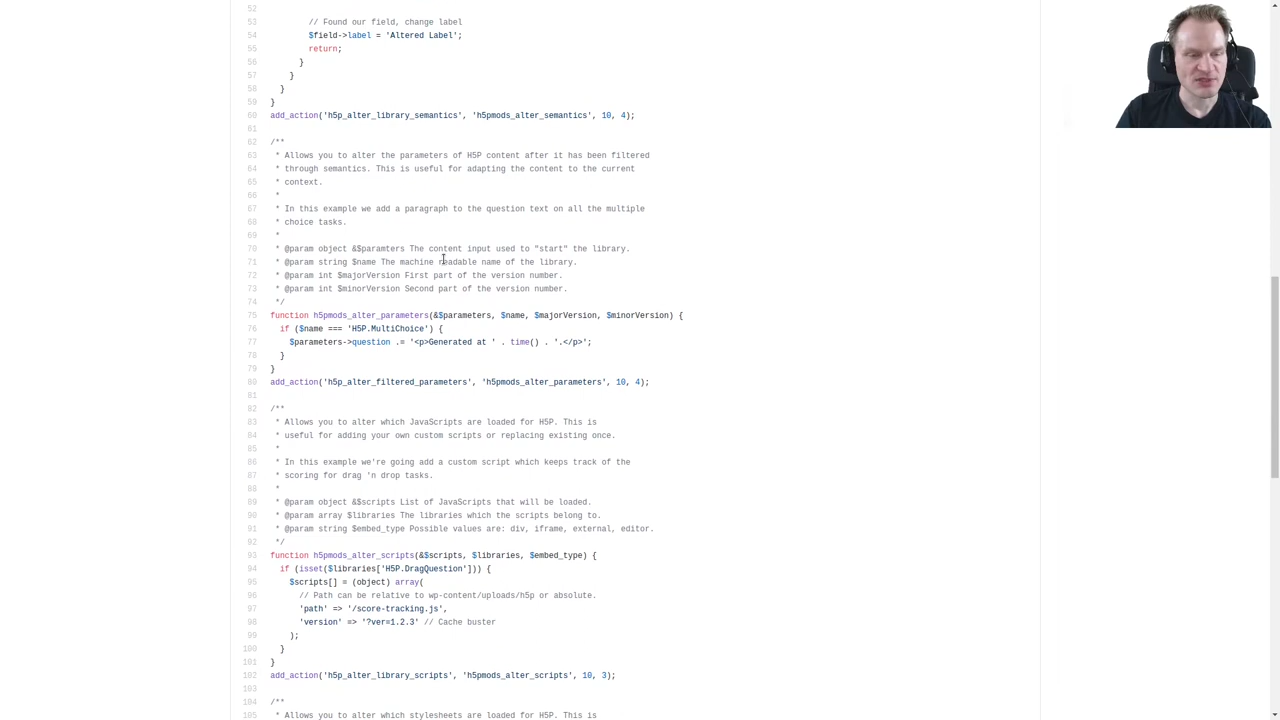 52
53 // Found our field, change label
54 $field->label = 'Altered Label';
55 return;
56 }
57 }
58 }
59 }
60 add_action('h5p_alter_library_semantics', 'h5pmods_alter_semantics', 10, 4);
61
62 /**
63 * Allows you to alter the parameters of H5P content after it has been filtered
64 * through semantics. This is useful for adapting the content to the current
65 * context.
66 *
67 * In this example we add a paragraph to the question text on all the multiple
68 * choice tasks.
69 *
70 * @param object &$paramters The content input used to "start" the library.
71 * @param string $name The machine readable name of the library.
72 * @param int $majorVersion First part of the version number.
73 * @param int $minorVersion Second part of the version number.
74 */
75 function h5pmods_alter_parameters(&$parameters, $name, $majorVersion, $minorVersion) {
76 if ($name === 'H5P.MultiChoice') {
77 $parameters->question .= '<p>Generated at ' . time() . '.</p>';
78 }
79 }
80 add_action('h5p_alter_filtered_parameters', 'h5pmods_alter_parameters', 10, 4);
81
82 /**
83 * Allows you to alter which JavaScripts are loaded for H5P. This is
84 * useful for adding your own custom scripts or replacing existing once.
85 *
86 * In this example we're going add a custom script which keeps track of the
87 * scoring for drag 'n drop tasks.
88 *
89 * @param object &$scripts List of JavaScripts that will be loaded.
90 * @param array $libraries The libraries which the scripts belong to.
91 * @param string $embed_type Possible values are: div, iframe, external, editor.
92 */
93 function h5pmods_alter_scripts(&$scripts, $libraries, $embed_type) {
94 if (isset($libraries['H5P.DragQuestion'])) {
95 $scripts[] = (object) array(
96 // Path can be relative to wp-content/uploads/h5p or absolute.
97 'path' => '/score-tracking.js',
98 'version' => '?ver=1.2.3' // Cache buster
99 );
100 }
101 }
102 add_action('h5p_alter_library_scripts', 'h5pmods_alter_scripts', 10, 3);
103
104 /**
105 * Allows you to alter which stylesheets are loaded for H5P. This is